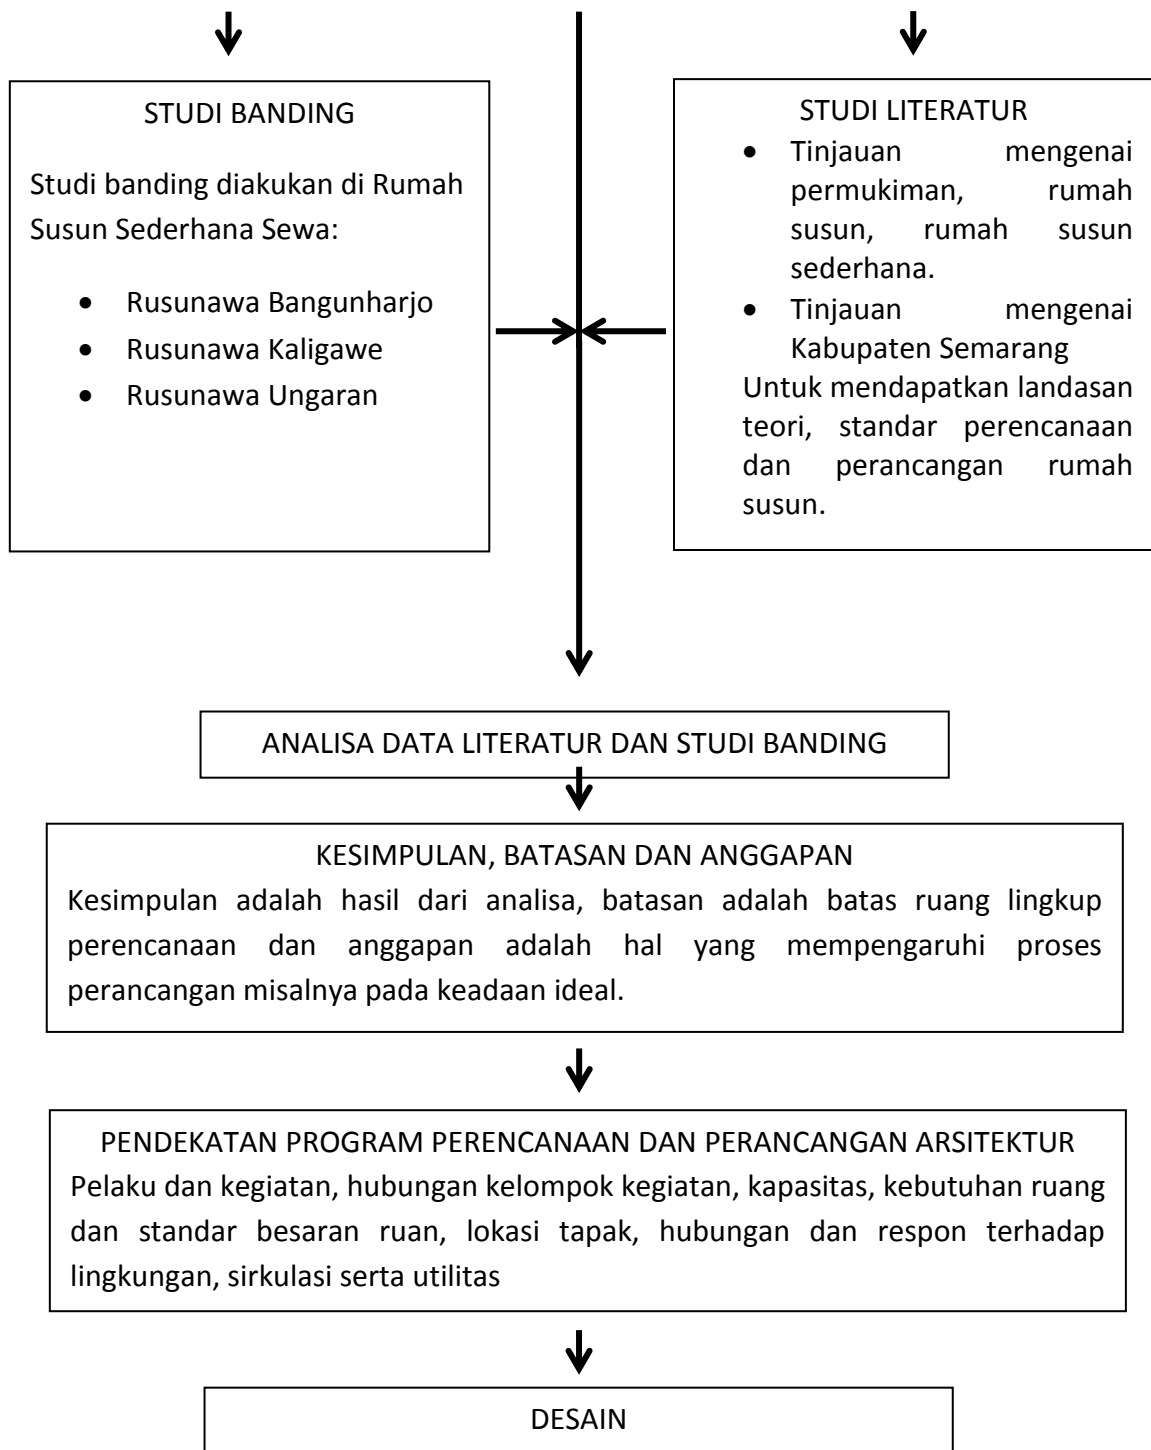 STUDI BANDING
Studi banding diakukan di Rumah
Susun Sederhana Sewa:
• Rusunawa Bangunharjo
• Rusunawa Kaligawe
• Rusunawa Ungaran
STUDI LITERATUR
• Tinjauan mengenai
permukiman, rumah
susun, rumah susun
sederhana.
• Tinjauan mengenai
Kabupaten Semarang
Untuk mendapatkan landasan
teori, standar perencanaan
dan perancangan rumah
susun.
ANALISA DATA LITERATUR DAN STUDI BANDING
KESIMPULAN, BATASAN DAN ANGGAPAN
Kesimpulan adalah hasil dari analisa, batasan adalah batas ruang lingkup
perencanaan dan anggapan adalah hal yang mempengaruhi proses
perancangan misalnya pada keadaan ideal.
PENDEKATAN PROGRAM PERENCANAAN DAN PERANCANGAN ARSITEKTUR
Pelaku dan kegiatan, hubungan kelompok kegiatan, kapasitas, kebutuhan ruang
dan standar besaran ruan, lokasi tapak, hubungan dan respon terhadap
lingkungan, sirkulasi serta utilitas
DESAIN